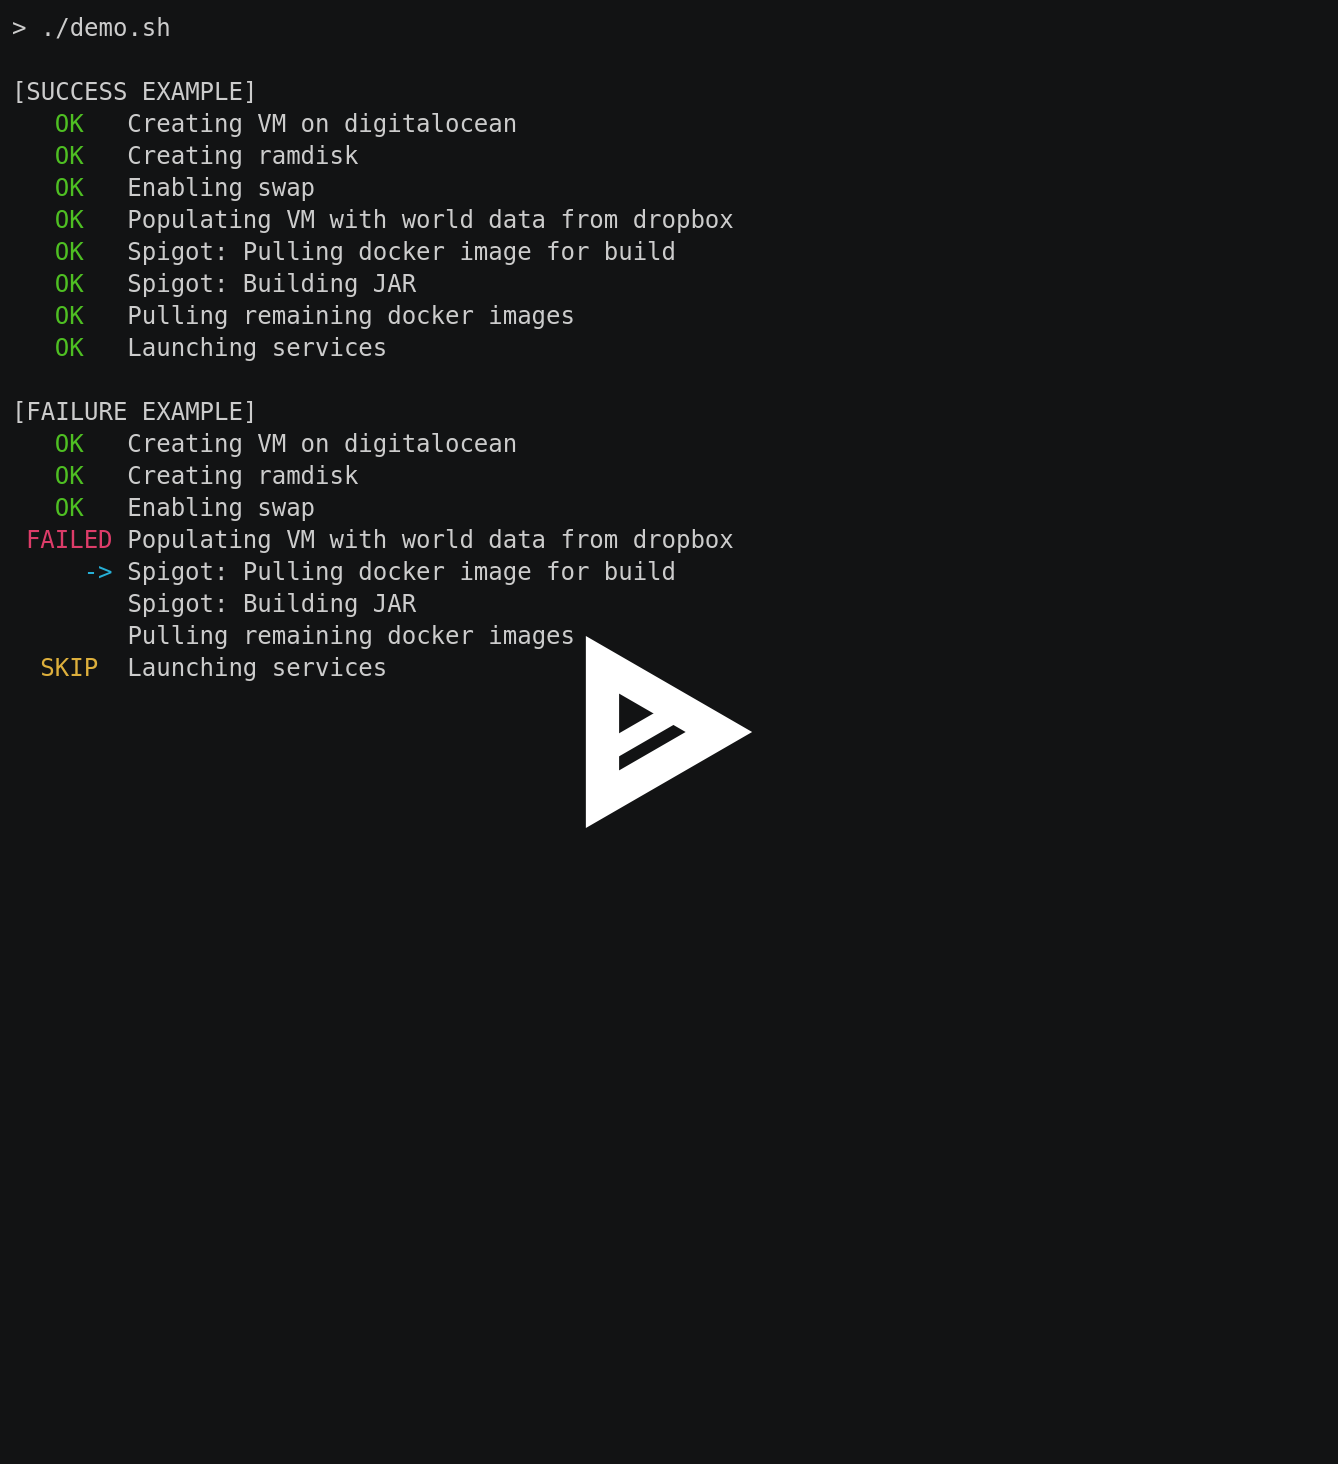 > ./demo.sh
[SUCCESS EXAMPLE]
OK Creating VM on digitalocean
OK Creating ramdisk
OK Enabling swap
OK Populating VM with world data from dropbox
OK Spigot: Pulling docker image for build
OK Spigot: Building JAR
OK Pulling remaining docker images
OK Launching services
[FAILURE EXAMPLE]
OK Creating VM on digitalocean
OK Creating ramdisk
OK Enabling swap
FAILED Populating VM with world data from dropbox
-> Spigot: Pulling docker image for build
Spigot: Building JAR
Pulling remaining docker images
SKIP Launching services